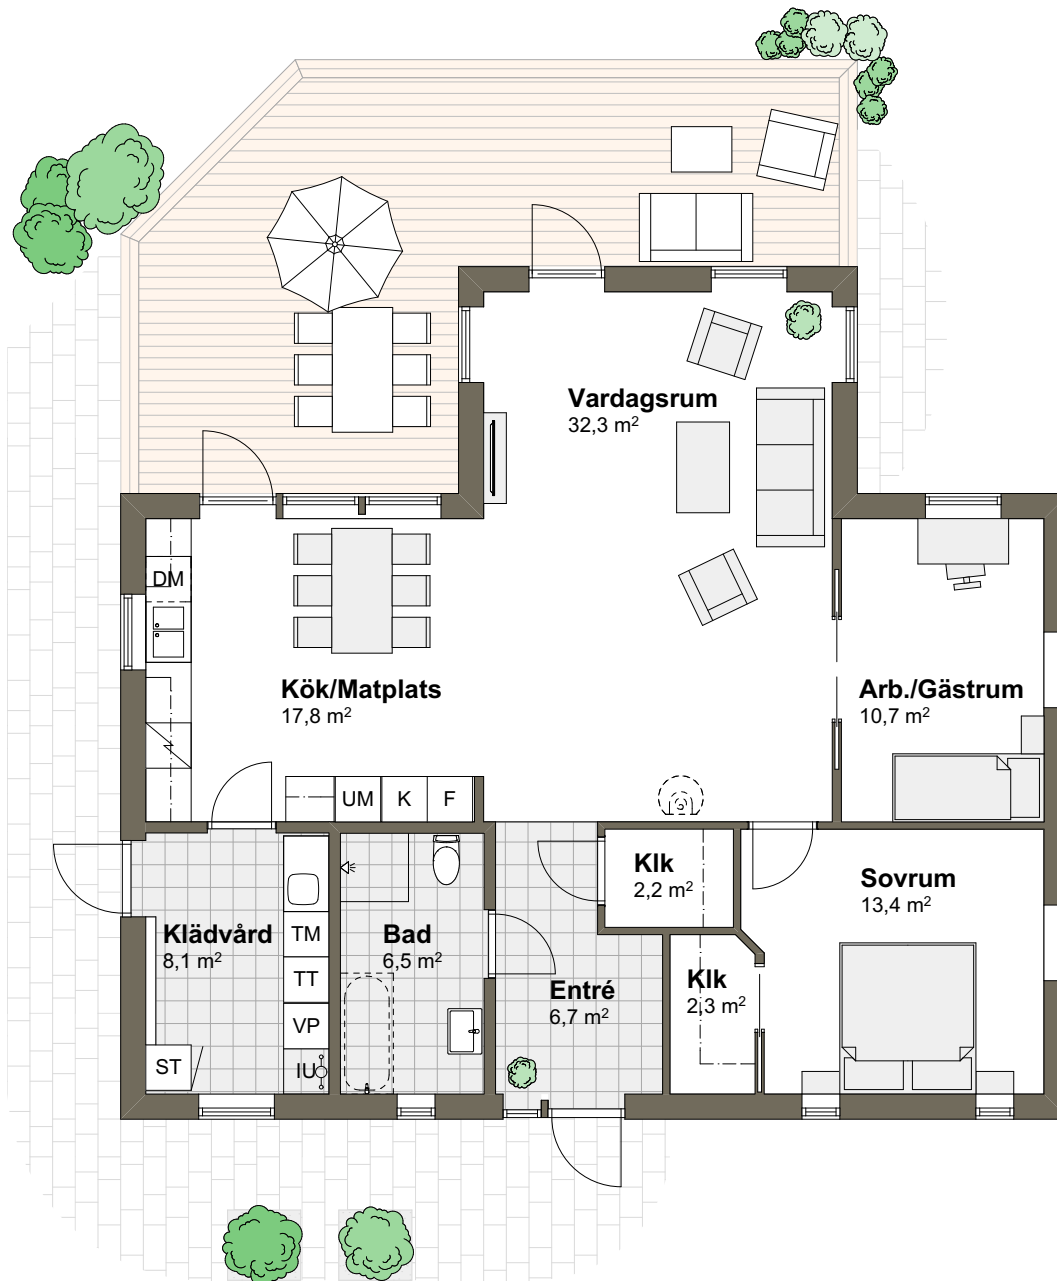 Vardagsrum
32,3 m²
DM
Kök/Matplats
17,8 m²
Arb./Gästrum
10,7 m²
UM
K
F
Klk
2,2 m²
Sovrum
13,4 m²
Klädvård
8,1 m²
TM
Bad
6,5 m²
TT
Klk
2,3 m²
Entré
6,7 m²
VP
ST
IU